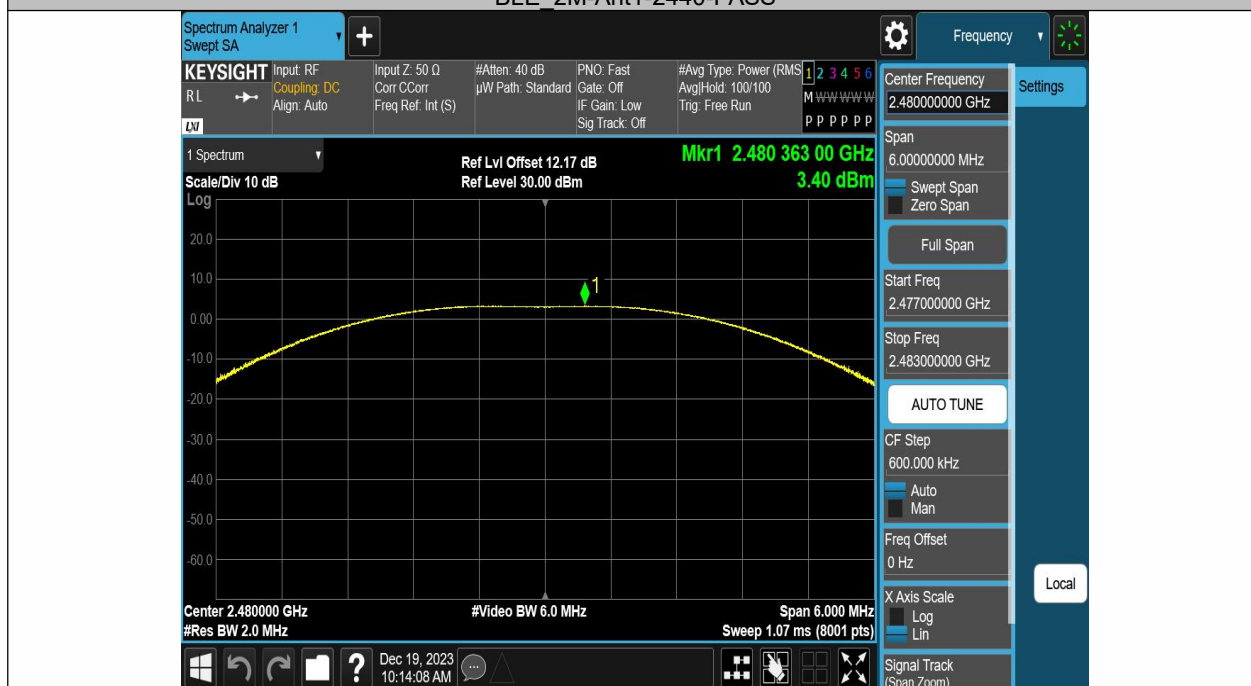 BLE_2M-Ant1-2440-PASS
Spectrum Analyzer 1
Swept SA
Frequency
KEYSIGHT
RL
LXI
Input: RF
Coupling: DC
Align: Auto
Input Z: 50 Ω
Corr CCorr
Freq Ref: Int (S)
#Atten: 40 dB
µW Path: Standard
PNO: Fast
Gate: Off
IF Gain: Low
Sig Track: Off
#Avg Type: Power (RMS
Avg|Hold: 100/100
Trig: Free Run
1 2 3 4 5 6
M W W W W W
P P P P P P
Center Frequency
2.480000000 GHz
Settings
Span
6.00000000 MHz
Swept Span
Zero Span
Full Span
Start Freq
2.477000000 GHz
Stop Freq
2.483000000 GHz
AUTO TUNE
CF Step
600.000 kHz
Auto
Man
Freq Offset
0 Hz
X Axis Scale
Log
Lin
Local
Signal Track
(Span Zoom)
1 Spectrum
Scale/Div 10 dB
Log
Ref Lvl Offset 12.17 dB
Ref Level 30.00 dBm
Mkr1 2.480 363 00 GHz
3.40 dBm
20.0
10.0
1
0.00
-10.0
-20.0
-30.0
-40.0
-50.0
-60.0
Center 2.480000 GHz
#Video BW 6.0 MHz
Span 6.000 MHz
#Res BW 2.0 MHz
Sweep 1.07 ms (8001 pts)
?
Dec 19, 2023
10:14:08 AM